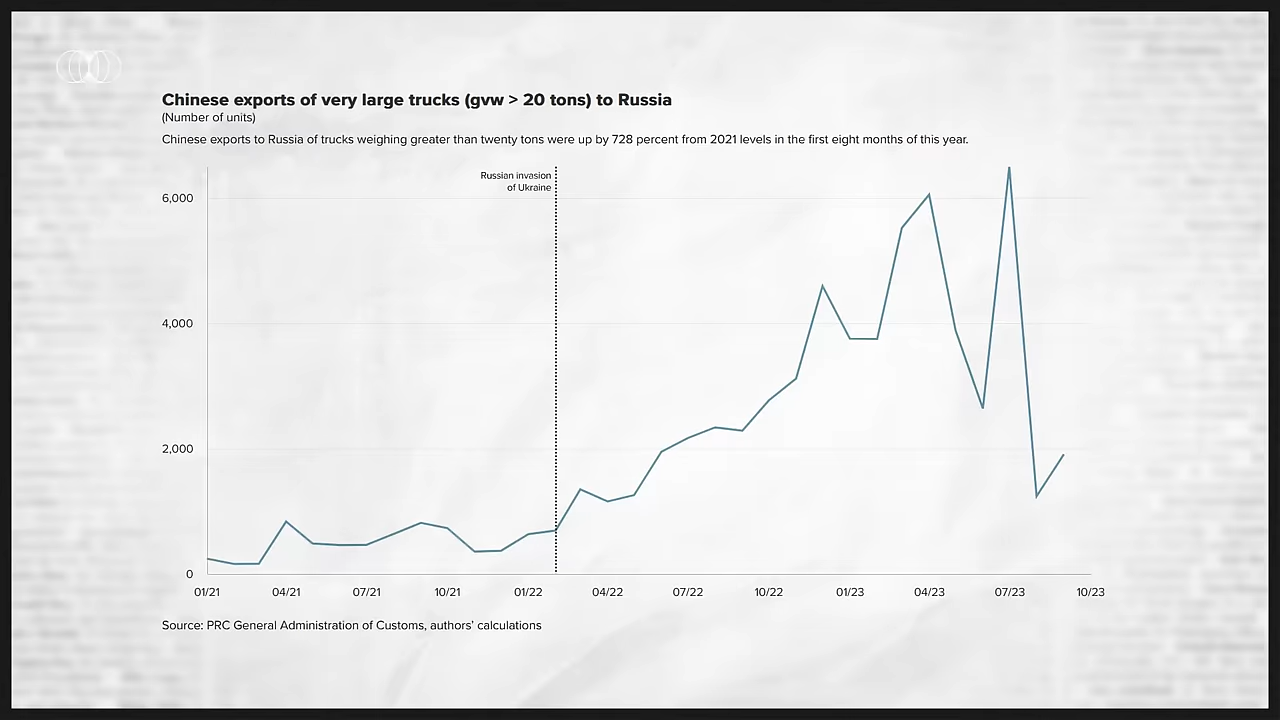 Chinese exports of very large trucks (gvw > 20 tons) to Russia
(Number of units)
Chinese exports to Russia of trucks weighing greater than twenty tons were up by 728 percent from 2021 levels in the first eight months of this year.
Russian invasion
of Ukraine
6,000
4,000
2,000
0
01/21 04/21 07/21 10/21 01/22 04/22 07/22 10/22 01/23 04/23 07/23 10/23
Source: PRC General Administration of Customs, authors’ calculations